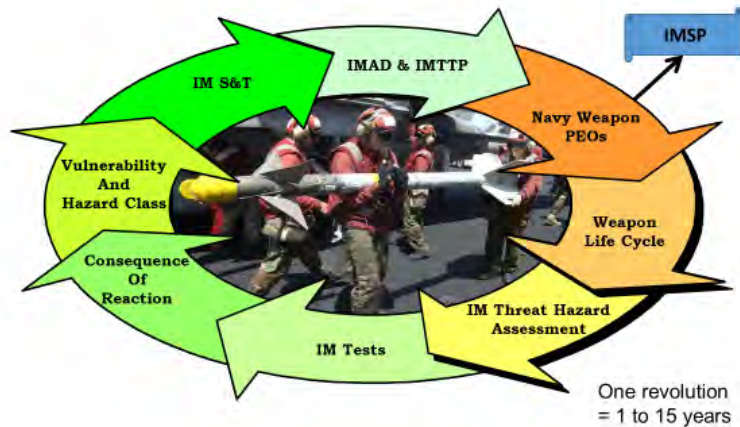 IMSP
IMAD & IMTTP
IM S&T
Navy Weapon
PEOs
Vulnerability
And
Hazard Class
Weapon
Life Cycle
Consequence
Of
Reaction
IM Threat Hazard
Assessment
IM Tests
One revolution
= 1 to 15 years